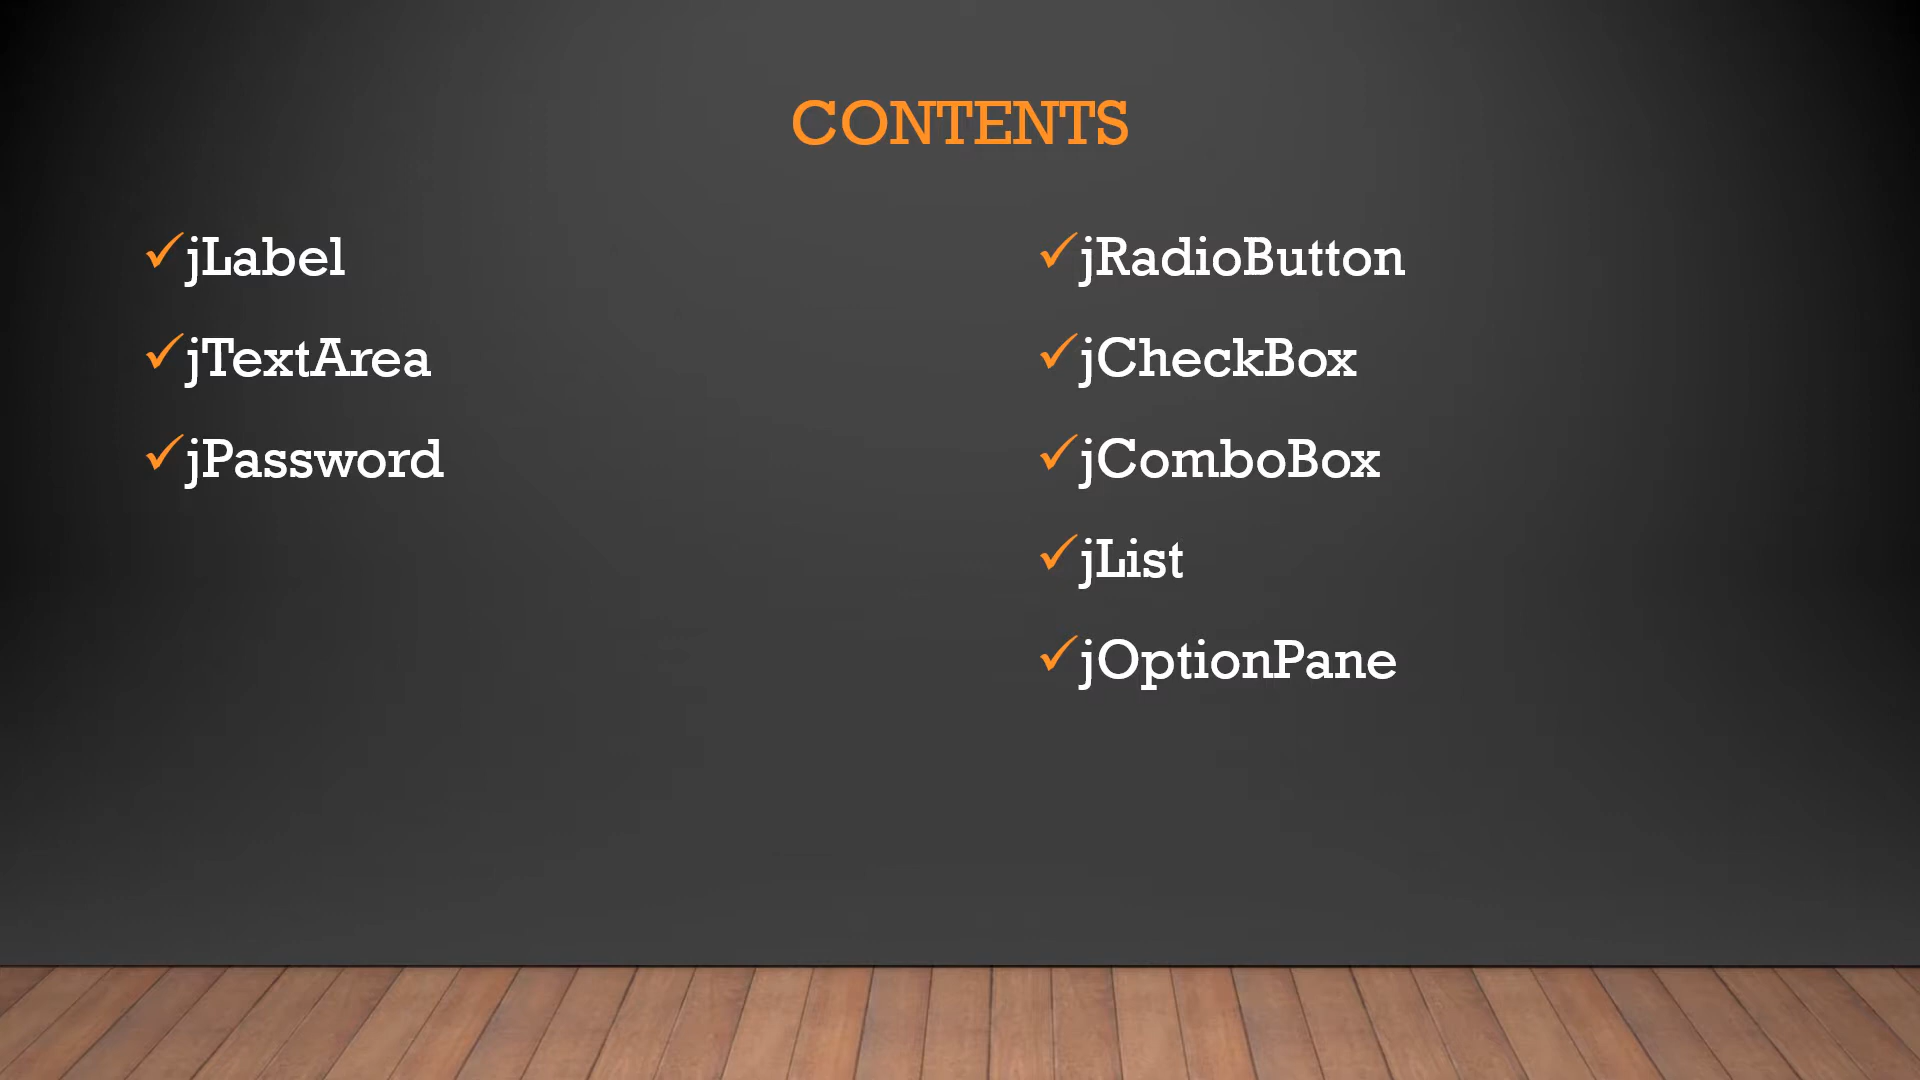 CONTENTS
✓jLabel
✓jTextArea
✓jPassword
✓jRadioButton
✓jCheckBox
✓jComboBox
✓jList
✓jOptionPane